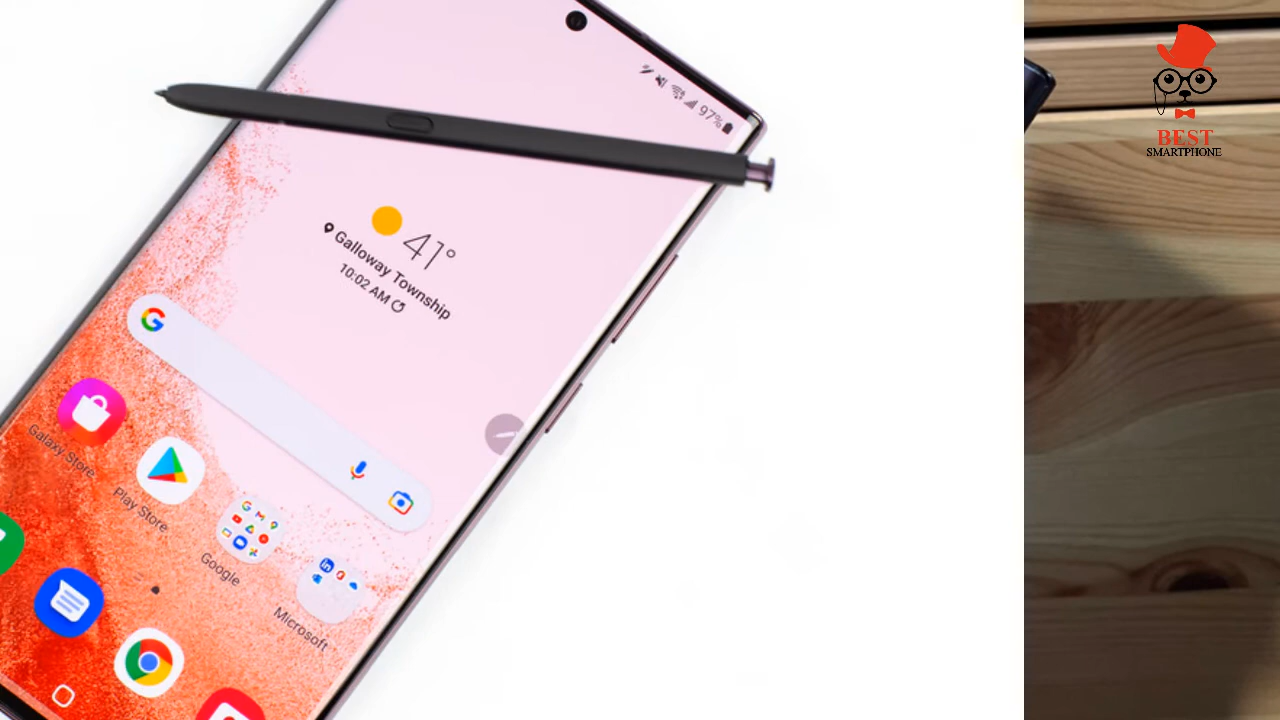 97%
41°
Galloway Township
10:02 AM
Galaxy Store
Play Store
Google
Microsoft
BEST
SMARTPHONE